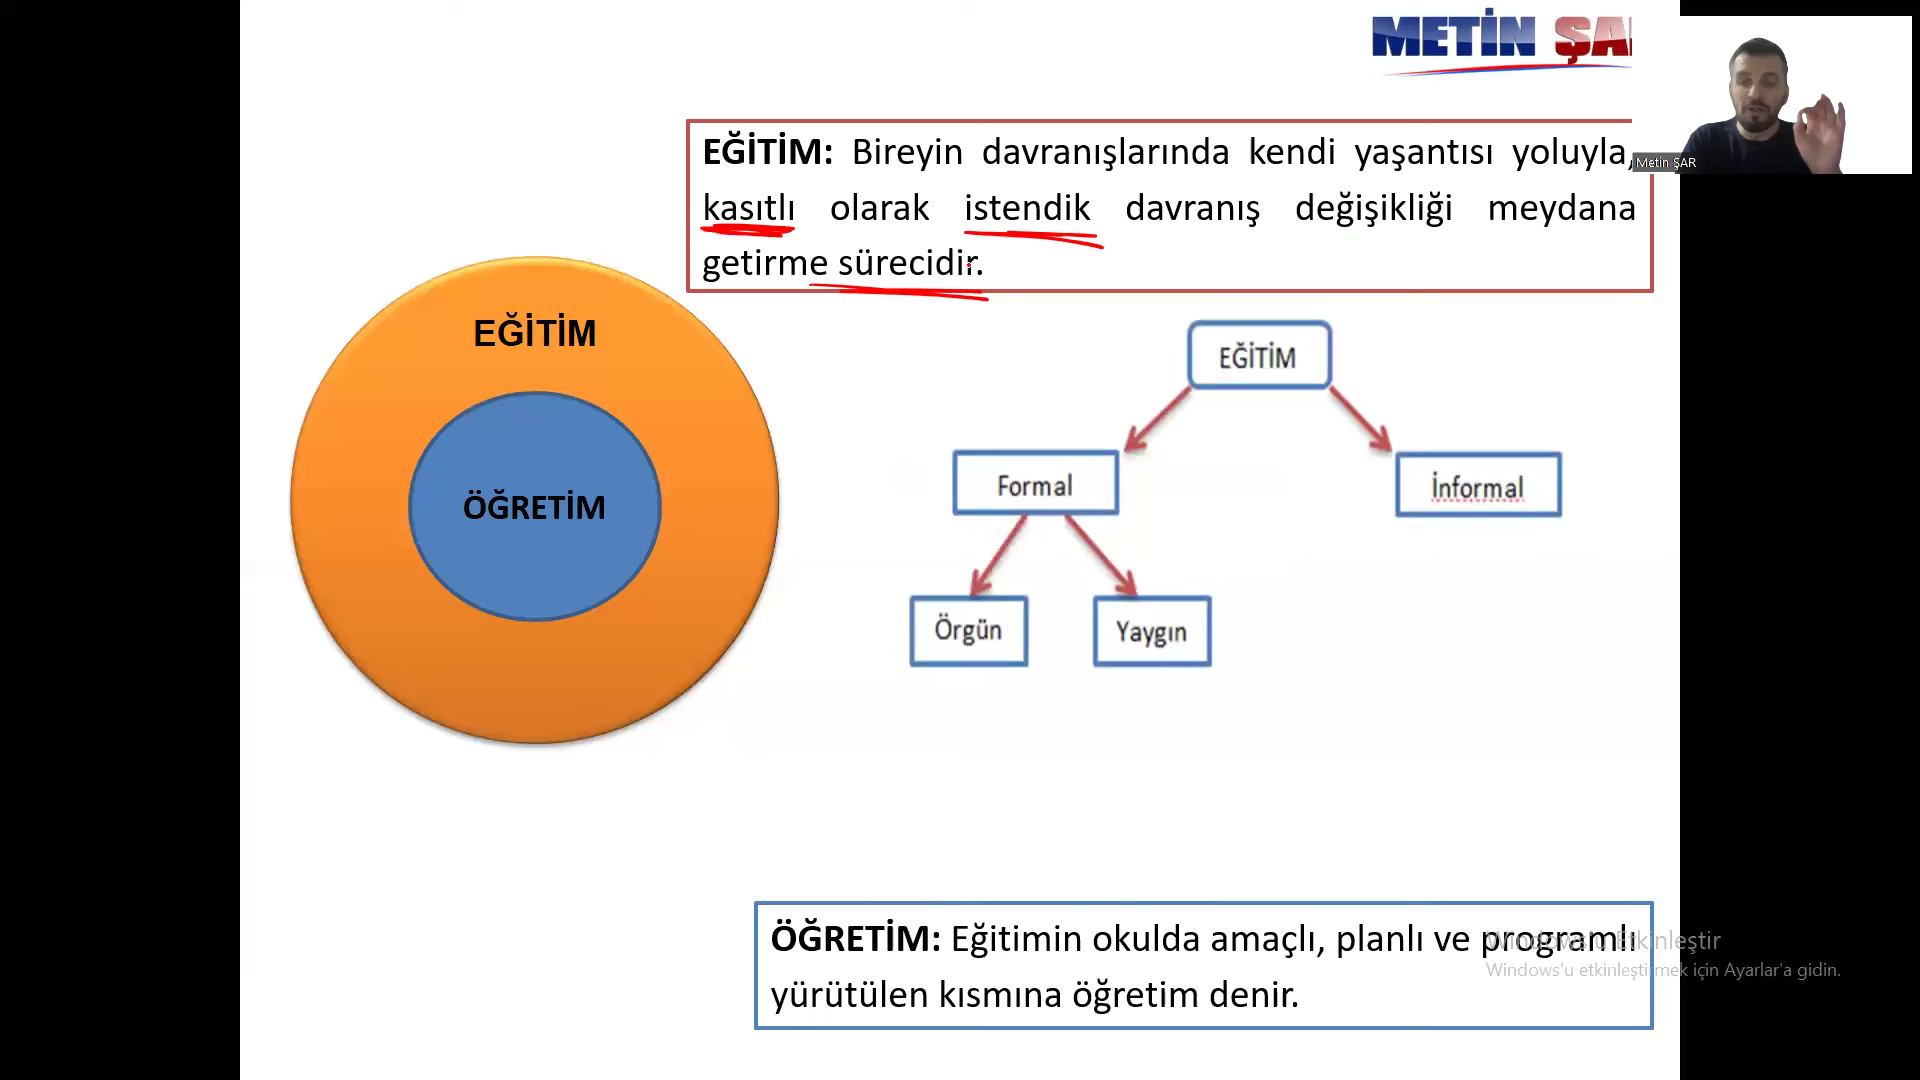 METİN ŞA
EĞİTİM: Bireyin davranışlarında kendi yaşantısı yoluyla,
kasıtlı olarak istendik davranış değişikliği meydana
getirme sürecidir.
Metin ŞAR
EĞİTİM
ÖĞRETİM
EĞİTİM
Formal
İnformal
Örgün
Yaygın
ÖĞRETİM: Eğitimin okulda amaçlı, planlı ve programlı
yürütülen kısmına öğretim denir.
Windows'u Etkinleştir
Windows'u etkinleştirmek için Ayarlar'a gidin.